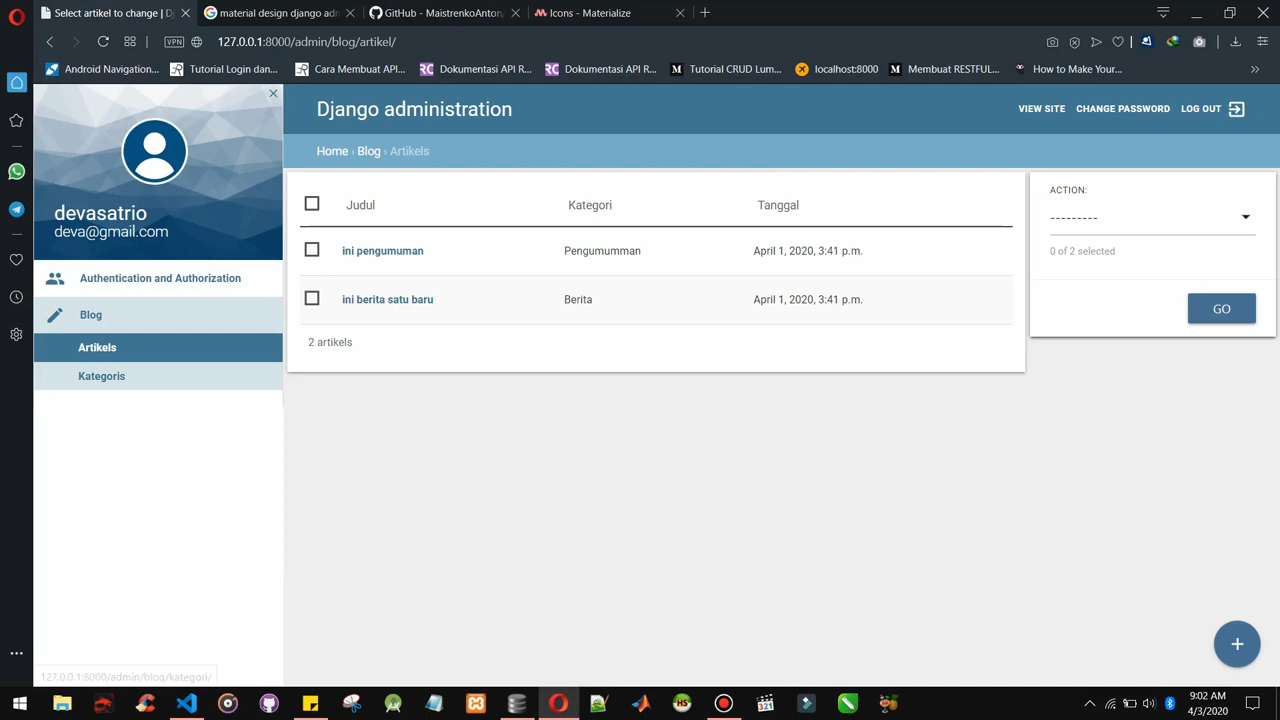 Select artikel to change | Dj
material design django adm
GitHub - MaistrenkoAnton/
Icons - Materialize
VPN
127.0.0.1:8000/admin/blog/artikel/
Android Navigation...
Tutorial Login dan...
Cara Membuat API...
Dokumentasi API R...
Dokumentasi API R...
Tutorial CRUD Lum...
localhost:8000
Membuat RESTFUL...
How to Make Your...
devasatrio
deva@gmail.com
Authentication and Authorization
Blog
Artikels
Kategoris
127.0.0.1:8000/admin/blog/kategori/
Django administration
VIEW SITE CHANGE PASSWORD LOG OUT
Home › Blog › Artikels
Judul Kategori Tanggal
ini pengumuman Pengumumman April 1, 2020, 3:41 p.m.
ini berita satu baru Berita April 1, 2020, 3:41 p.m.
2 artikels
ACTION:
---------
0 of 2 selected
GO
+
9:02 AM
4/3/2020